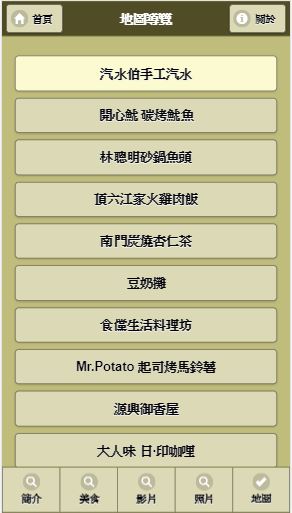 首頁
地圖導覽
關於
汽水伯手工汽水
開心魷 碳烤魷魚
林聰明砂鍋魚頭
頂六江家火雞肉飯
南門炭燒杏仁茶
豆奶攤
食儅生活料理坊
Mr.Potato 起司烤馬鈴薯
源興御香屋
大人味 日‧印咖哩
簡介
美食
影片
照片
地圖